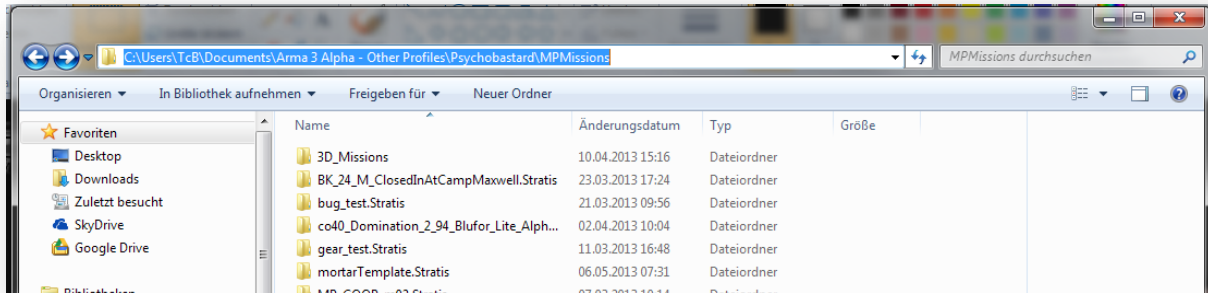 C:\Users\TcB\Documents\Arma 3 Alpha - Other Profiles\Psychobastard\MPMissions MPMissions durchsuchen
Organisieren In Bibliothek aufnehmen Freigeben für Neuer Ordner
Favoriten
Desktop
Downloads
Zuletzt besucht
SkyDrive
Google Drive
Bibliotheken
Name Änderungsdatum Typ Größe
3D_Missions 10.04.2013 15:16 Dateiordner
BK_24_M_ClosedInAtCampMaxwell.Stratis 23.03.2013 17:24 Dateiordner
bug_test.Stratis 21.03.2013 09:56 Dateiordner
co40_Domination_2_94_Blufor_Lite_Alph... 02.04.2013 10:04 Dateiordner
gear_test.Stratis 11.03.2013 16:48 Dateiordner
mortarTemplate.Stratis 06.05.2013 07:31 Dateiordner